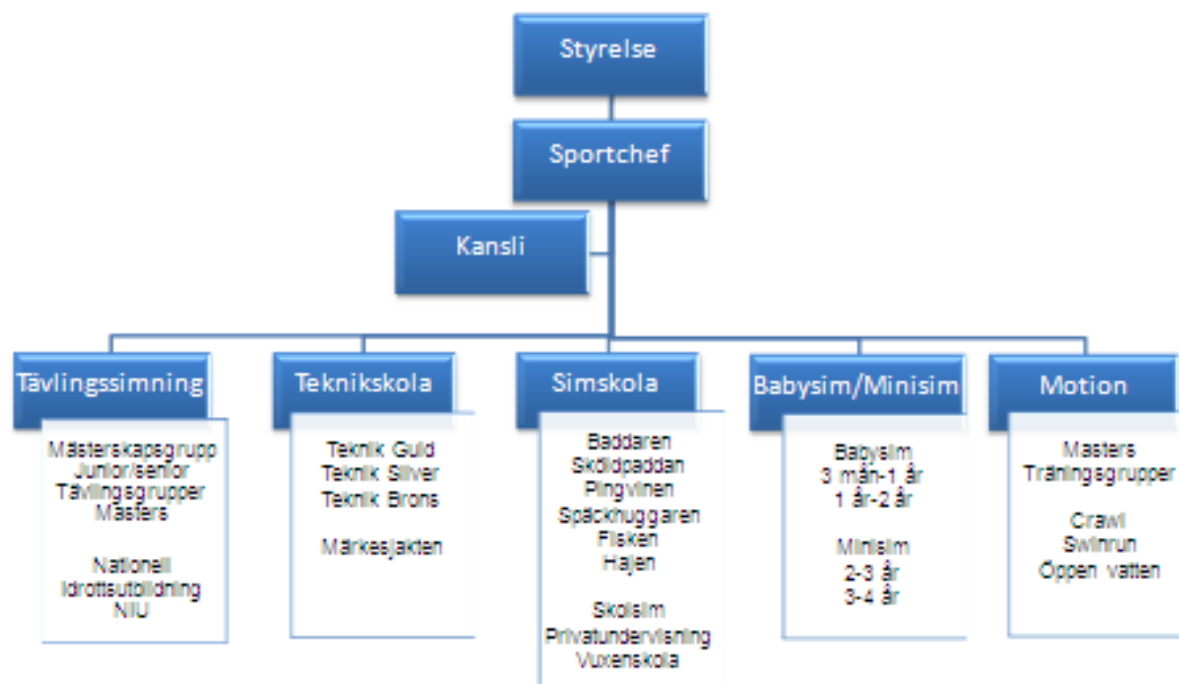 Styrelse
Sportchef
Kansli
Tävlingssimning
Mästerskapsgrupp
Junior/senior
Tävlingsgrupper
Masters
Nationell
Idrottsutbildning
NIU
Teknikskola
Teknik Guld
Teknik Silver
Teknik Brons
Märkesjakten
Simskola
Baddaren
Sköldpaddan
Pingvinen
Späckhuggaren
Fisken
Hajen
Skolsim
Privatundervisning
Vuxenskola
Babysim/Minisim
Babysim
3 mån-1 år
1 år-2 år
Minisim
2-3 år
3-4 år
Motion
Masters
Träningsgrupper
Crawl
Swinrun
Öppen vatten